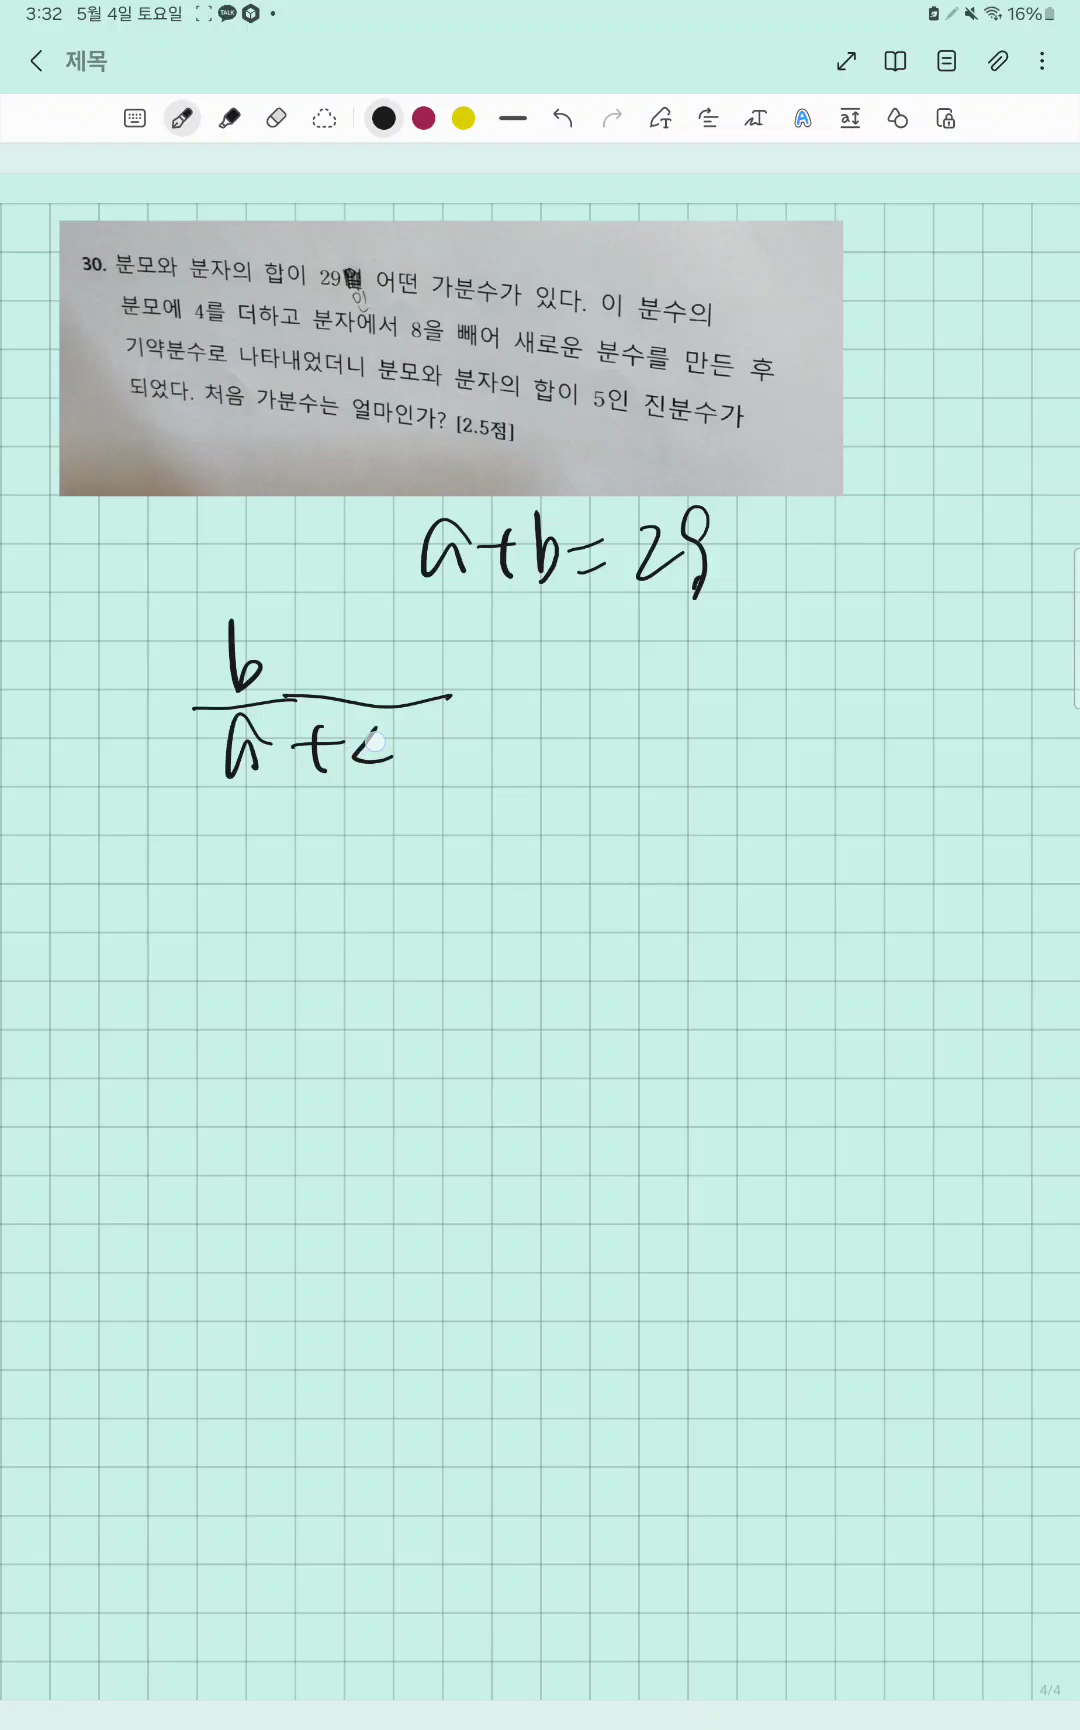 3:32 5월 4일 토요일 TALK 16%
제목
30. 분모와 분자의 합이 29인 어떤 가분수가 있다. 이 분수의
분모에 4를 더하고 분자에서 8을 빼어 새로운 분수를 만든 후
기약분수로 나타내었더니 분모와 분자의 합이 5인 진분수가
되었다. 처음 가분수는 얼마인가? [2.5점]
a+b=29
b
a+
4/4